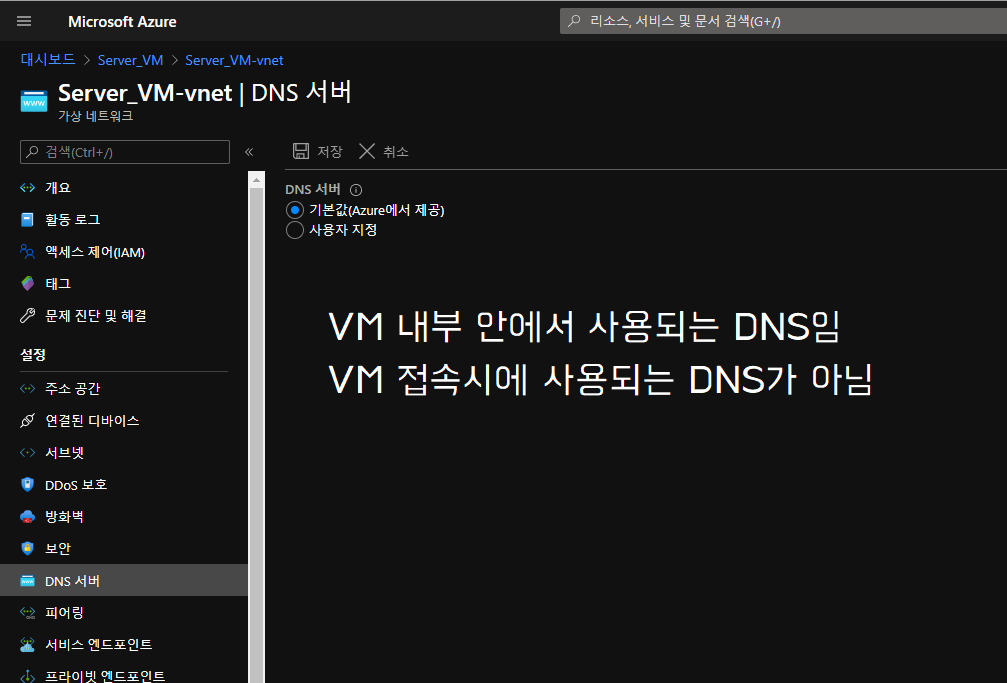 Microsoft Azure
리소스, 서비스 및 문서 검색(G+/)
대시보드 > Server_VM > Server_VM-vnet
Server_VM-vnet | DNS 서버
가상 네트워크
검색(Ctrl+/)
«
저장
취소
개요
활동 로그
액세스 제어(IAM)
태그
문제 진단 및 해결
설정
주소 공간
연결된 디바이스
서브넷
DDoS 보호
방화벽
보안
DNS 서버
피어링
서비스 엔드포인트
프라이빗 엔드포인트
DNS 서버
기본값(Azure에서 제공)
사용자 지정
VM 내부 안에서 사용되는 DNS임
VM 접속시에 사용되는 DNS가 아님